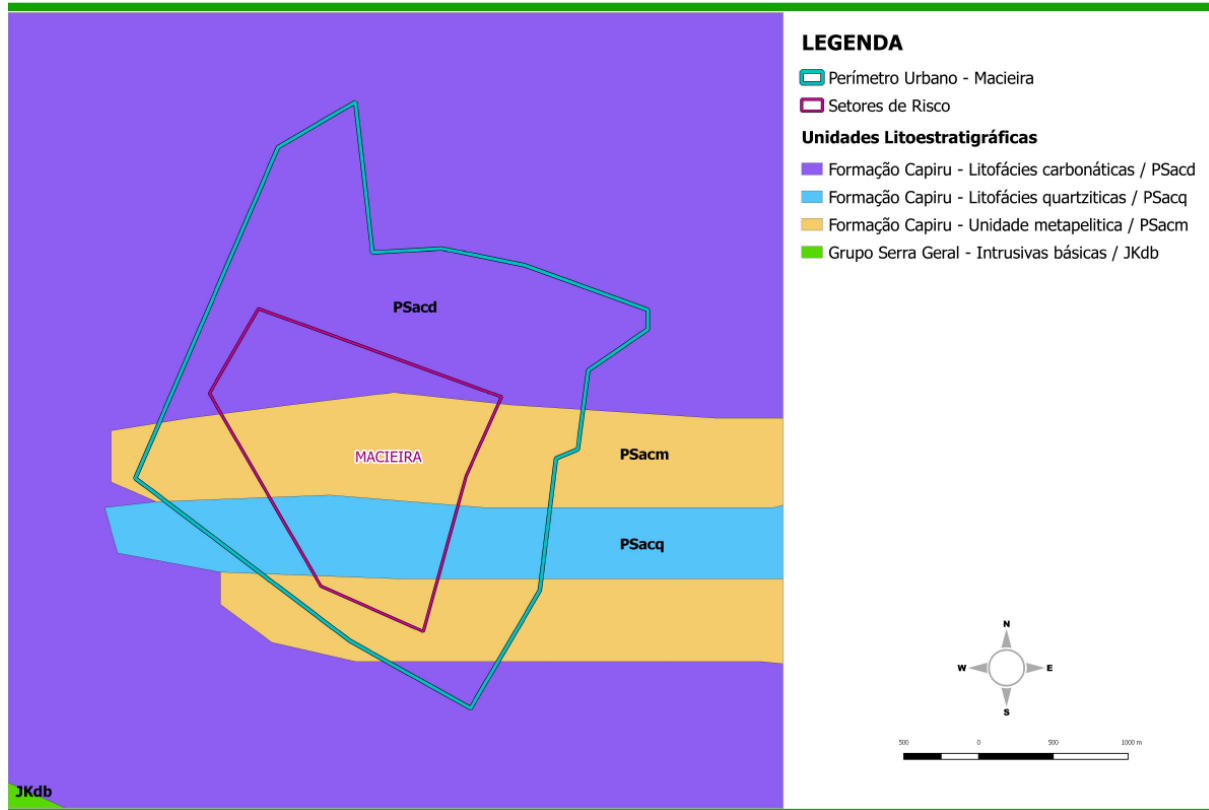 LEGENDA
Perímetro Urbano - Macieira
Setores de Risco
Unidades Litoestratigráficas
Formação Capiru - Litofácies carbonáticas / PSacd
Formação Capiru - Litofácies quartzíticas / PSacq
Formação Capiru - Unidade metapelitica / PSacm
Grupo Serra Geral - Intrusivas básicas / JKdb
PSacd
MACIEIRA
PSacm
PSacq
JKdb
N
W E
S
500 0 500 1000 m